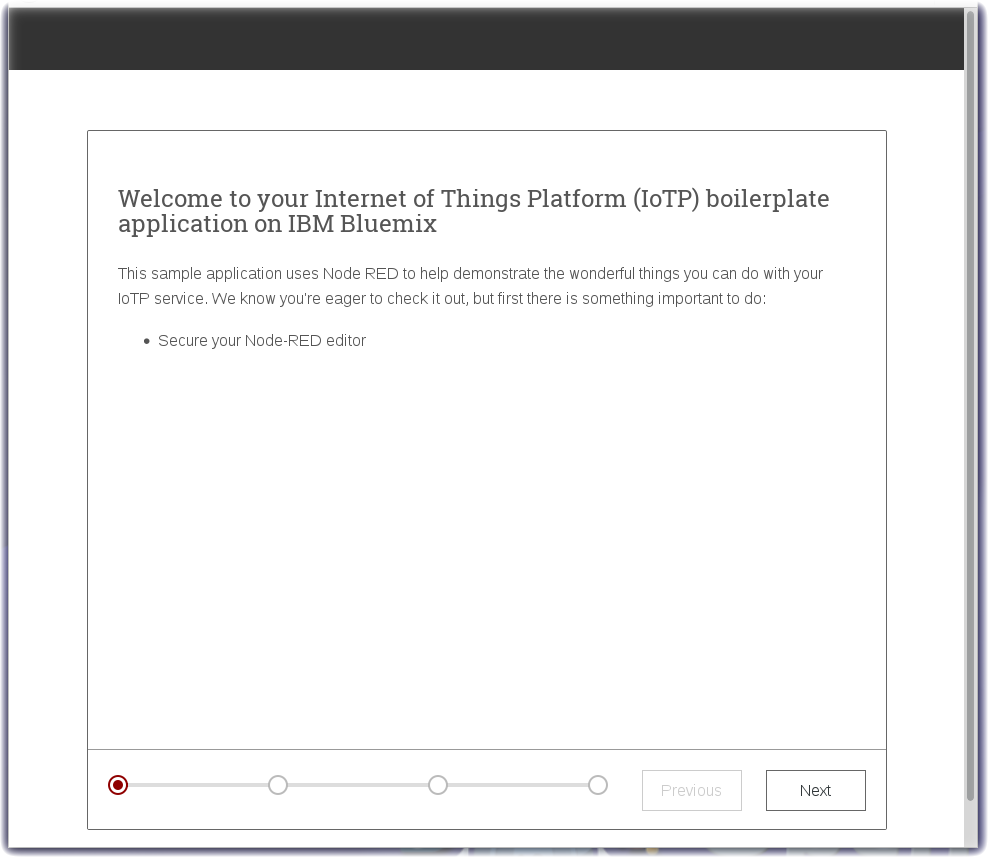 Welcome to your Internet of Things Platform (IoTP) boilerplate
application on IBM Bluemix
This sample application uses Node RED to help demonstrate the wonderful things you can do with your
IoTP service. We know you're eager to check it out, but first there is something important to do:
• Secure your Node-RED editor
Previous
Next